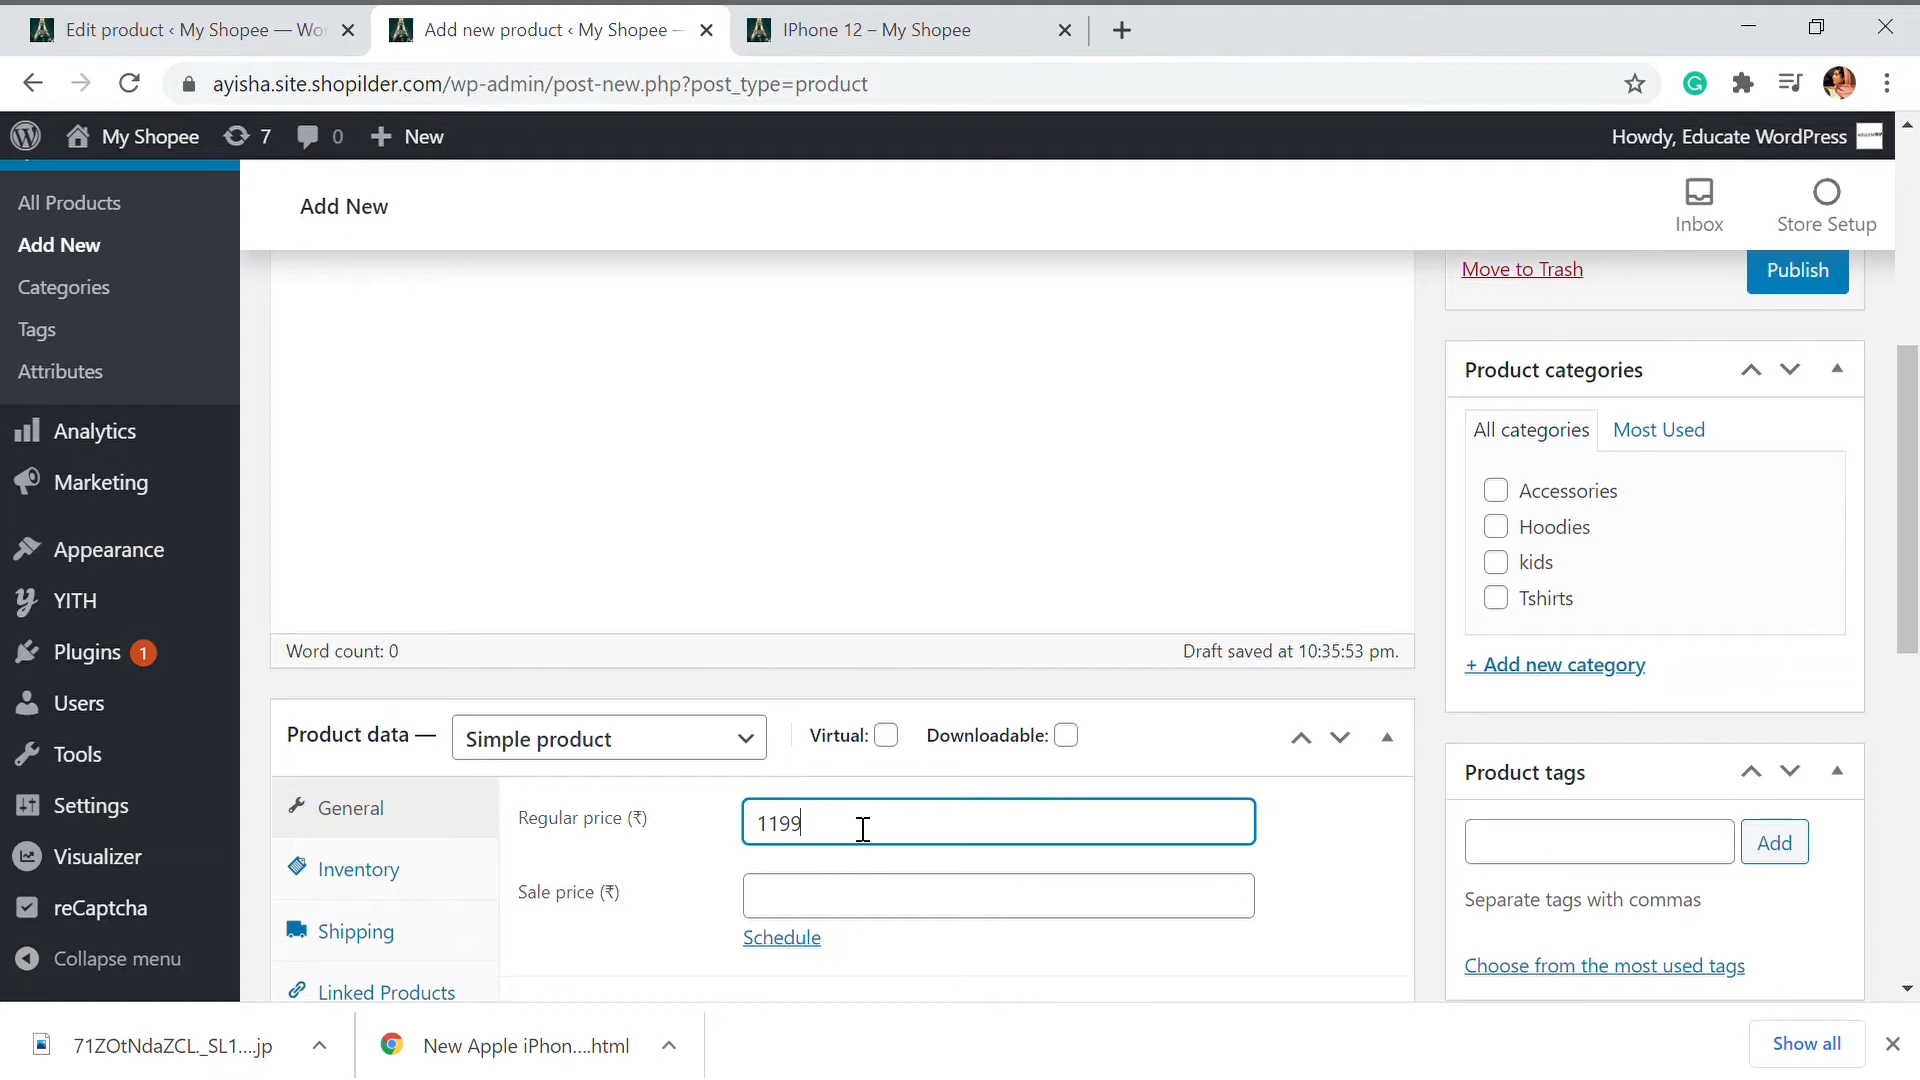 Edit product ‹ My Shopee — Wor
Add new product ‹ My Shopee —
IPhone 12 – My Shopee
ayisha.site.shopilder.com/wp-admin/post-new.php?post_type=product
My Shopee 7 0 New
Howdy, Educate WordPress
All Products
Add New
Categories
Tags
Attributes
Analytics
Marketing
Appearance
YITH
Plugins 1
Users
Tools
Settings
Visualizer
reCaptcha
Collapse menu
Add New
Inbox
Store Setup
Word count: 0
Draft saved at 10:35:53 pm.
Product data —
Simple product
Virtual:
Downloadable:
General
Inventory
Shipping
Linked Products
Regular price (₹)
1199
Sale price (₹)
Schedule
Move to Trash
Publish
Product categories
All categories
Most Used
Accessories
Hoodies
kids
Tshirts
+ Add new category
Product tags
Add
Separate tags with commas
Choose from the most used tags
71ZOtNdaZCL._SL1....jp
New Apple iPhon....html
Show all